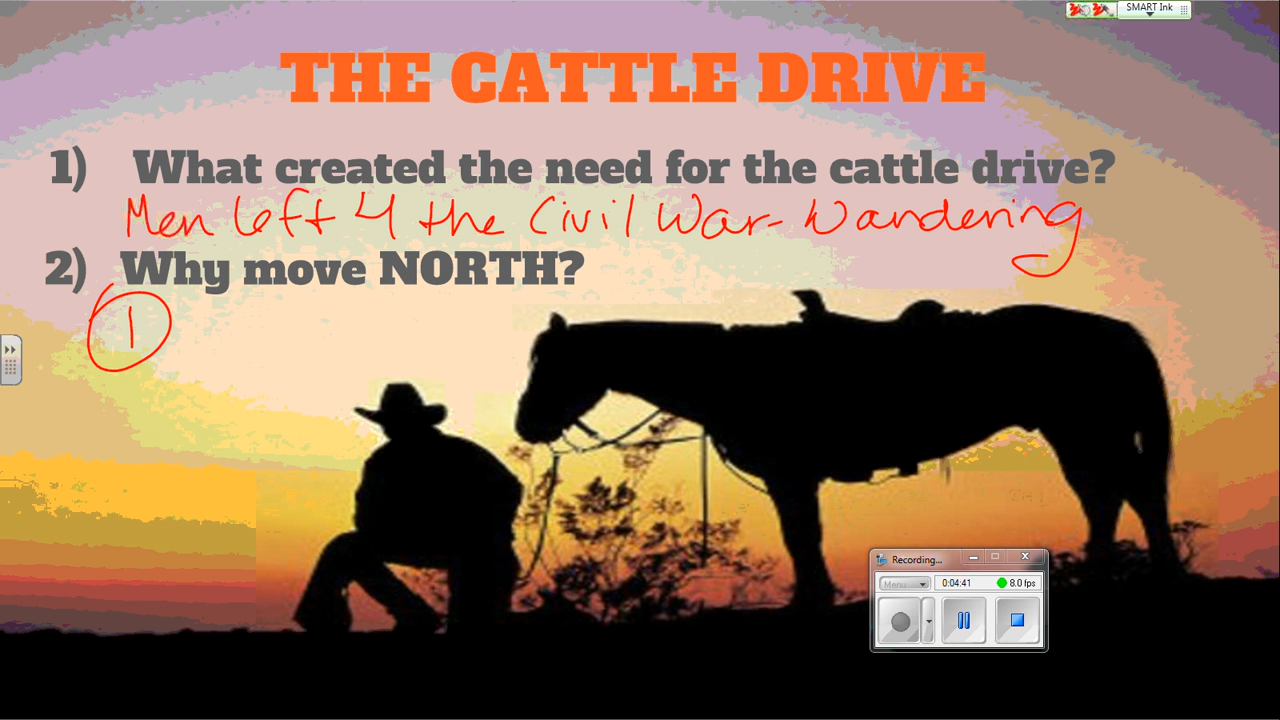 SMART Ink
THE CATTLE DRIVE
1) What created the need for the cattle drive?
Men left 4 the Civil War- Wandering
2) Why move NORTH?
1
Recording...
Menu
0:04:41
8.0 fps